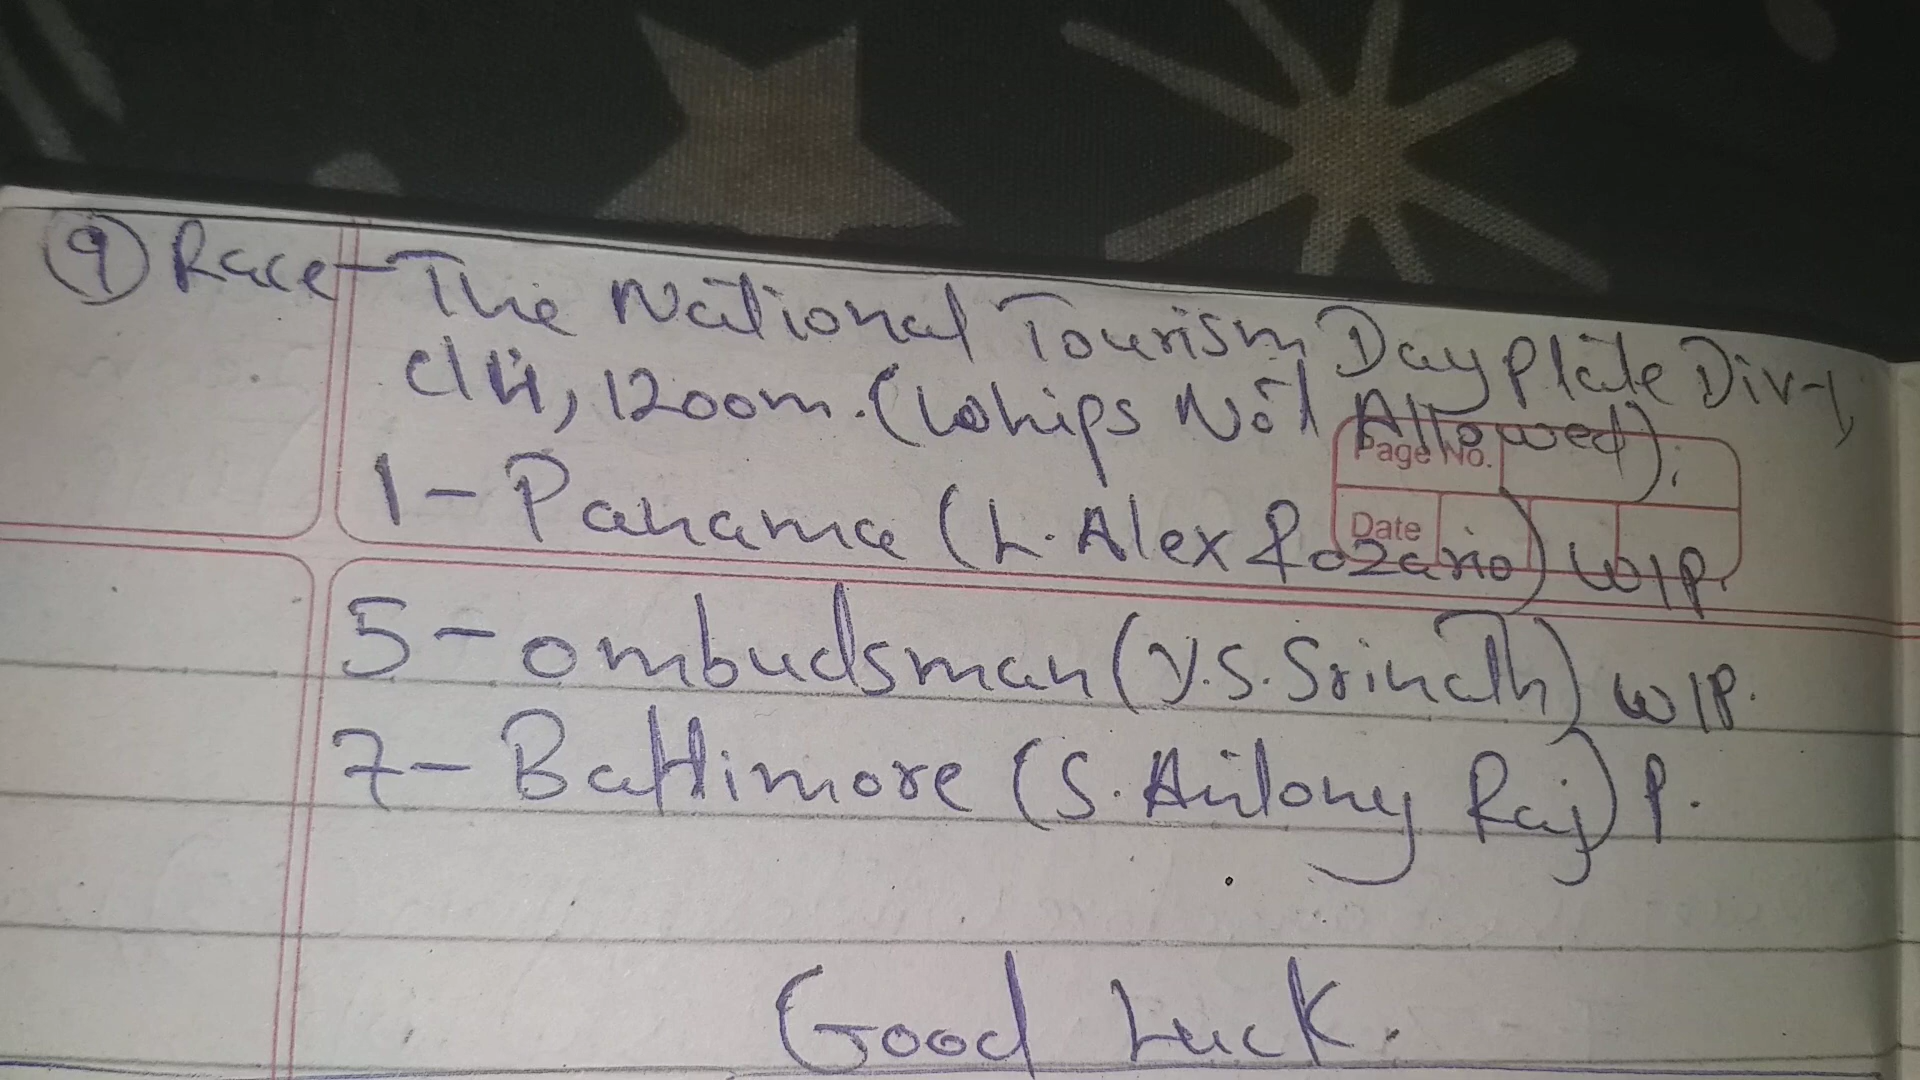 9 Race - The National Tourism Day Plate Div-1,
cl III, 1200m. (Whips Not Allowed);
Page No.
1 - Panama (L. Alex Rozario) W/P.
Date
5 - ombudsman (Y.S. Srinath) W/P.
7 - Baltimore (S. Antony Raj) P.
Good Luck.